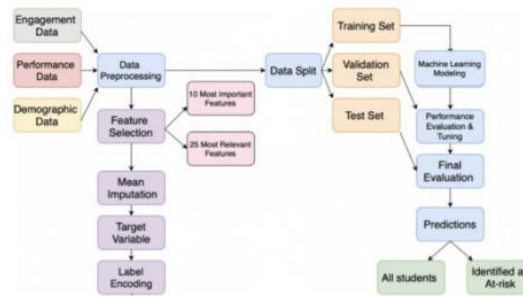 Engagement
Data
Performance
Data
Demographic
Data
Data
Preprocessing
Feature
Selection
10 Most Important
Features
25 Most Relevant
Features
Mean
Imputation
Target
Variable
Label
Encoding
Data Split
Training Set
Validation
Set
Test Set
Machine Learning
Modeling
Performance
Evaluation &
Tuning
Final
Evaluation
Predictions
All students
Identified a
At-risk